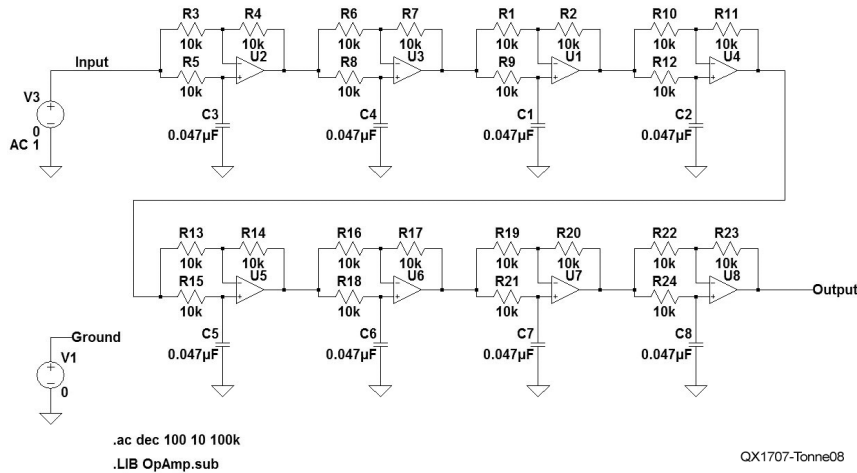 R3 R4 R6 R7 R1 R2 R10 R11
10k 10k 10k 10k 10k 10k 10k 10k
Input R5 U2 R8 U3 R9 U1 R12 U4
10k 10k 10k 10k
V3 C3 C4 C1 C2
0 0.047µF 0.047µF 0.047µF 0.047µF
AC 1
R13 R14 R16 R17 R19 R20 R22 R23
10k 10k 10k 10k 10k 10k 10k 10k
R15 U5 R18 U6 R21 U7 R24 U8 Output
10k 10k 10k 10k
Ground C5 C6 C7 C8
V1 0.047µF 0.047µF 0.047µF 0.047µF
0
.ac dec 100 10 100k
.LIB OpAmp.sub
QX1707-Tonne08